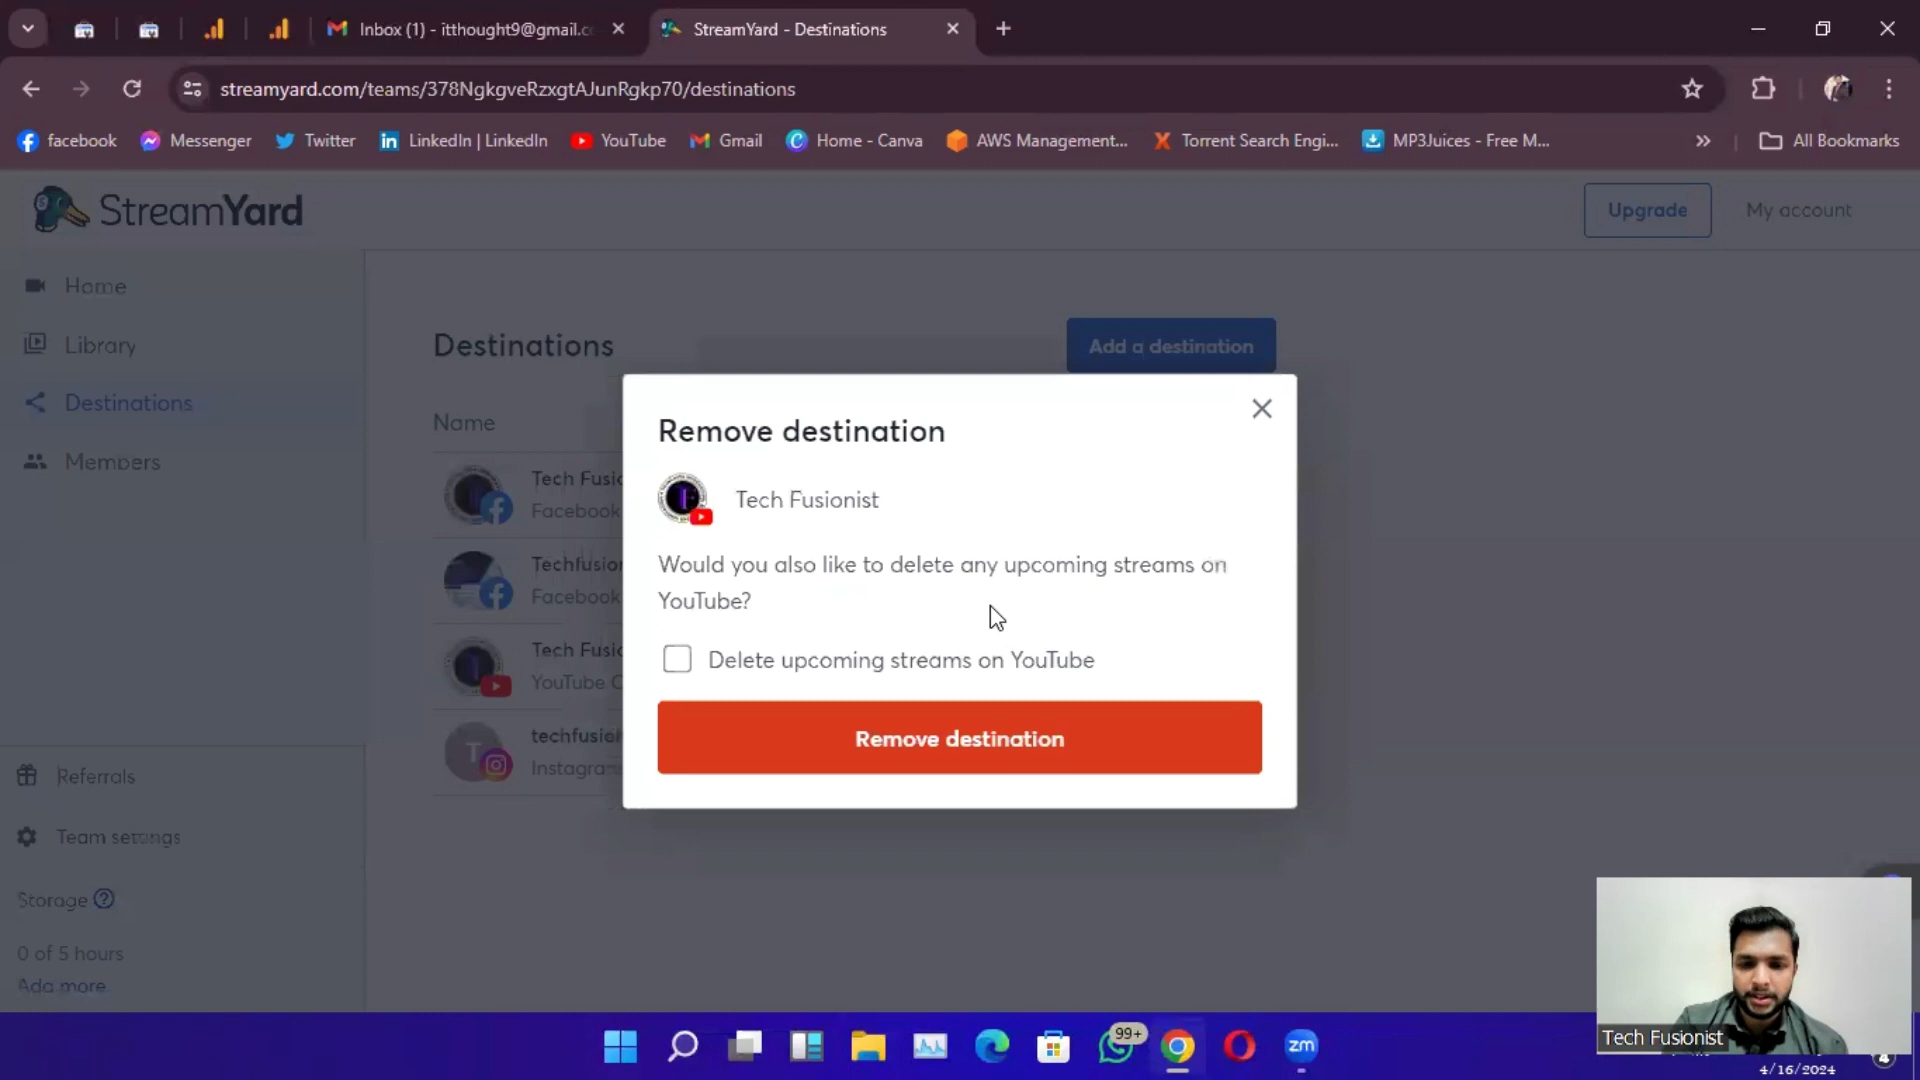 Inbox (1) - itthought9@gmail.c
StreamYard - Destinations
streamyard.com/teams/378NgkgveRzxgtAJunRgkp70/destinations
facebook
Messenger
Twitter
LinkedIn | LinkedIn
YouTube
Gmail
Home - Canva
AWS Management...
Torrent Search Engi...
MP3Juices - Free M...
All Bookmarks
StreamYard
Upgrade
My account
Home
Library
Destinations
Members
Referrals
Team settings
Storage
0 of 5 hours
Add more
Destinations
Add a destination
Name
Tech Fusi
Facebook
Techfusion
Facebook
Tech Fusi
YouTube C
T
techfusio
Instagra
Remove destination
Tech Fusionist
Would you also like to delete any upcoming streams on
YouTube?
Delete upcoming streams on YouTube
Remove destination
Tech Fusionist
99+
zm
4/16/2024